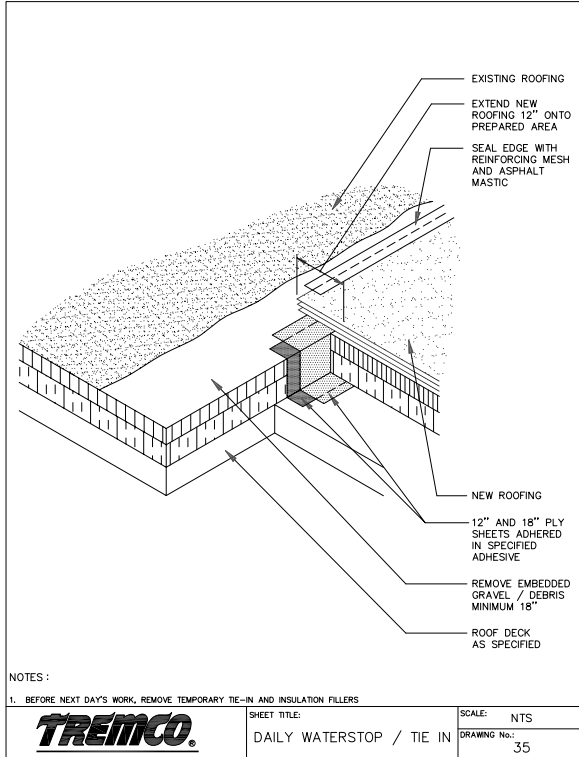 EXISTING ROOFING
EXTEND NEW
ROOFING 12" ONTO
PREPARED AREA
SEAL EDGE WITH
REINFORCING MESH
AND ASPHALT
MASTIC
NEW ROOFING
12" AND 18" PLY
SHEETS ADHERED
IN SPECIFIED
ADHESIVE
REMOVE EMBEDDED
GRAVEL / DEBRIS
MINIMUM 18"
ROOF DECK
AS SPECIFIED
NOTES :
1. BEFORE NEXT DAY'S WORK, REMOVE TEMPORARY TIE-IN AND INSULATION FILLERS
TREMCO®
SHEET TITLE:
DAILY WATERSTOP / TIE IN
SCALE: NTS
DRAWING No.:
35